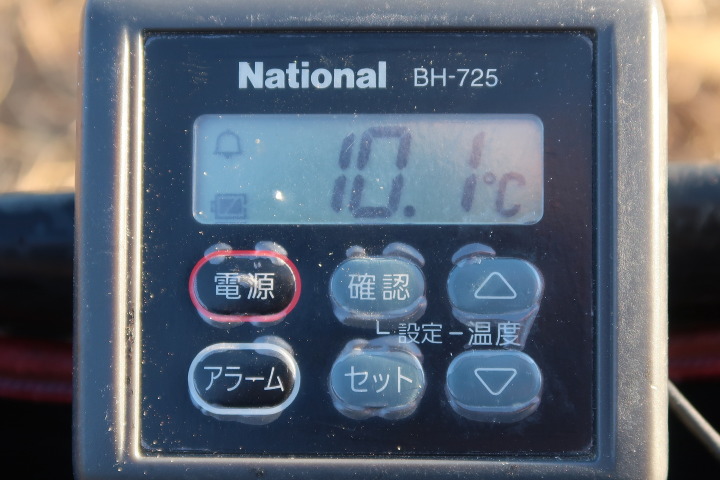 National BH-725
10.1℃
電源 確認 △
└ 設定 − 温度
アラーム セット ▽